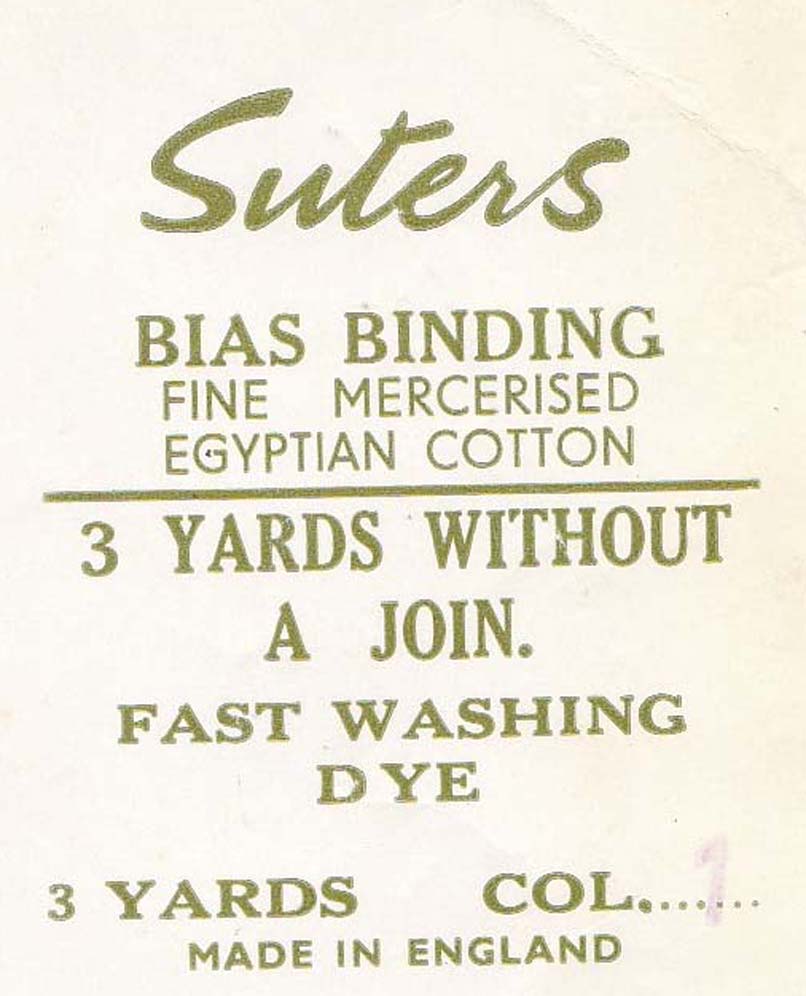 Suters
BIAS BINDING
FINE MERCERISED
EGYPTIAN COTTON
3 YARDS WITHOUT
A JOIN.
FAST WASHING
DYE
3 YARDS COL....1....
MADE IN ENGLAND